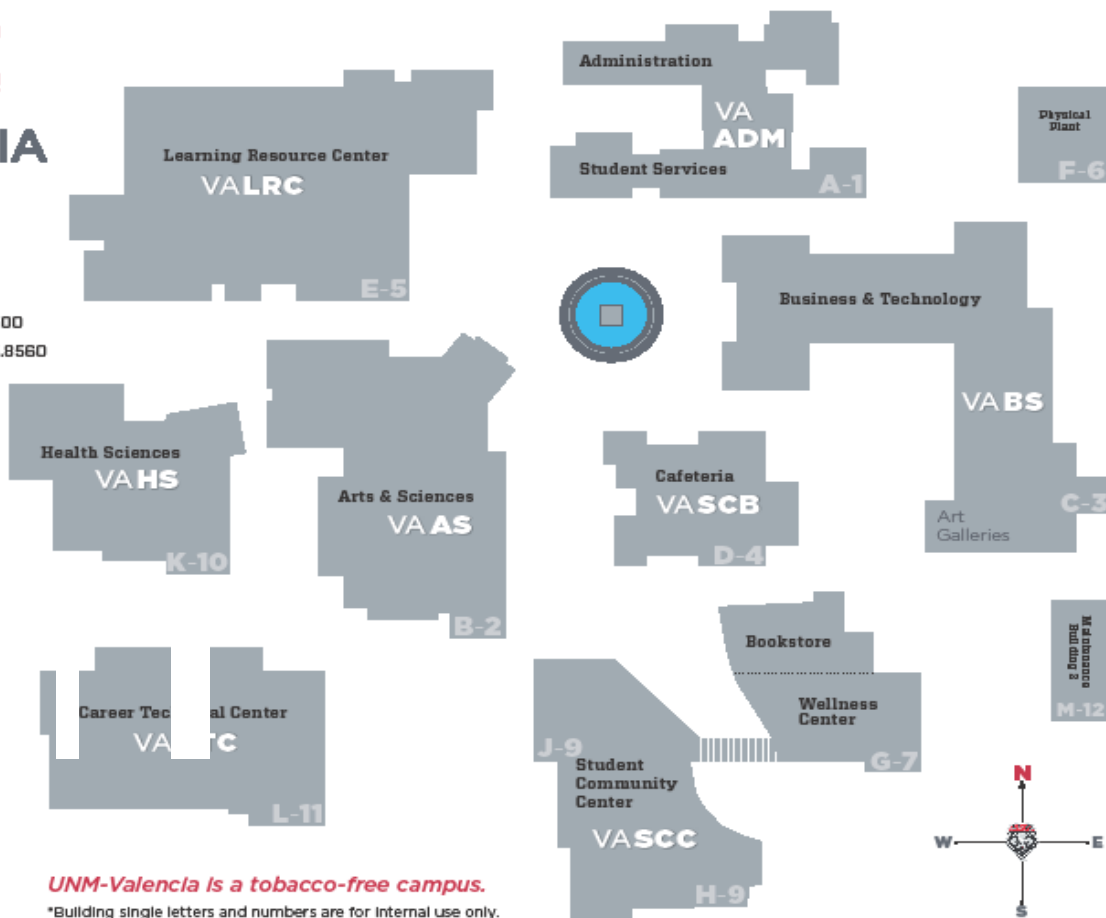 IA
00
.8560
Administration
VA
ADM
Student Services
A-1
Physical
Plant
F-6
Learning Resource Center
VALRC
E-5
Business & Technology
VABS
C-3
Art
Galleries
Health Sciences
VAHS
K-10
Arts & Sciences
VA AS
B-2
Cafeteria
VASCB
D-4
Bookstore
Wellness
Center
G-7
Maintenance
Building 2
M-12
Career Tec al Center
VA TC
L-11
J-9
Student
Community
Center
VASCC
H-9
N
W
E
S
UNM-Valencia is a tobacco-free campus.
*Building single letters and numbers are for internal use only.